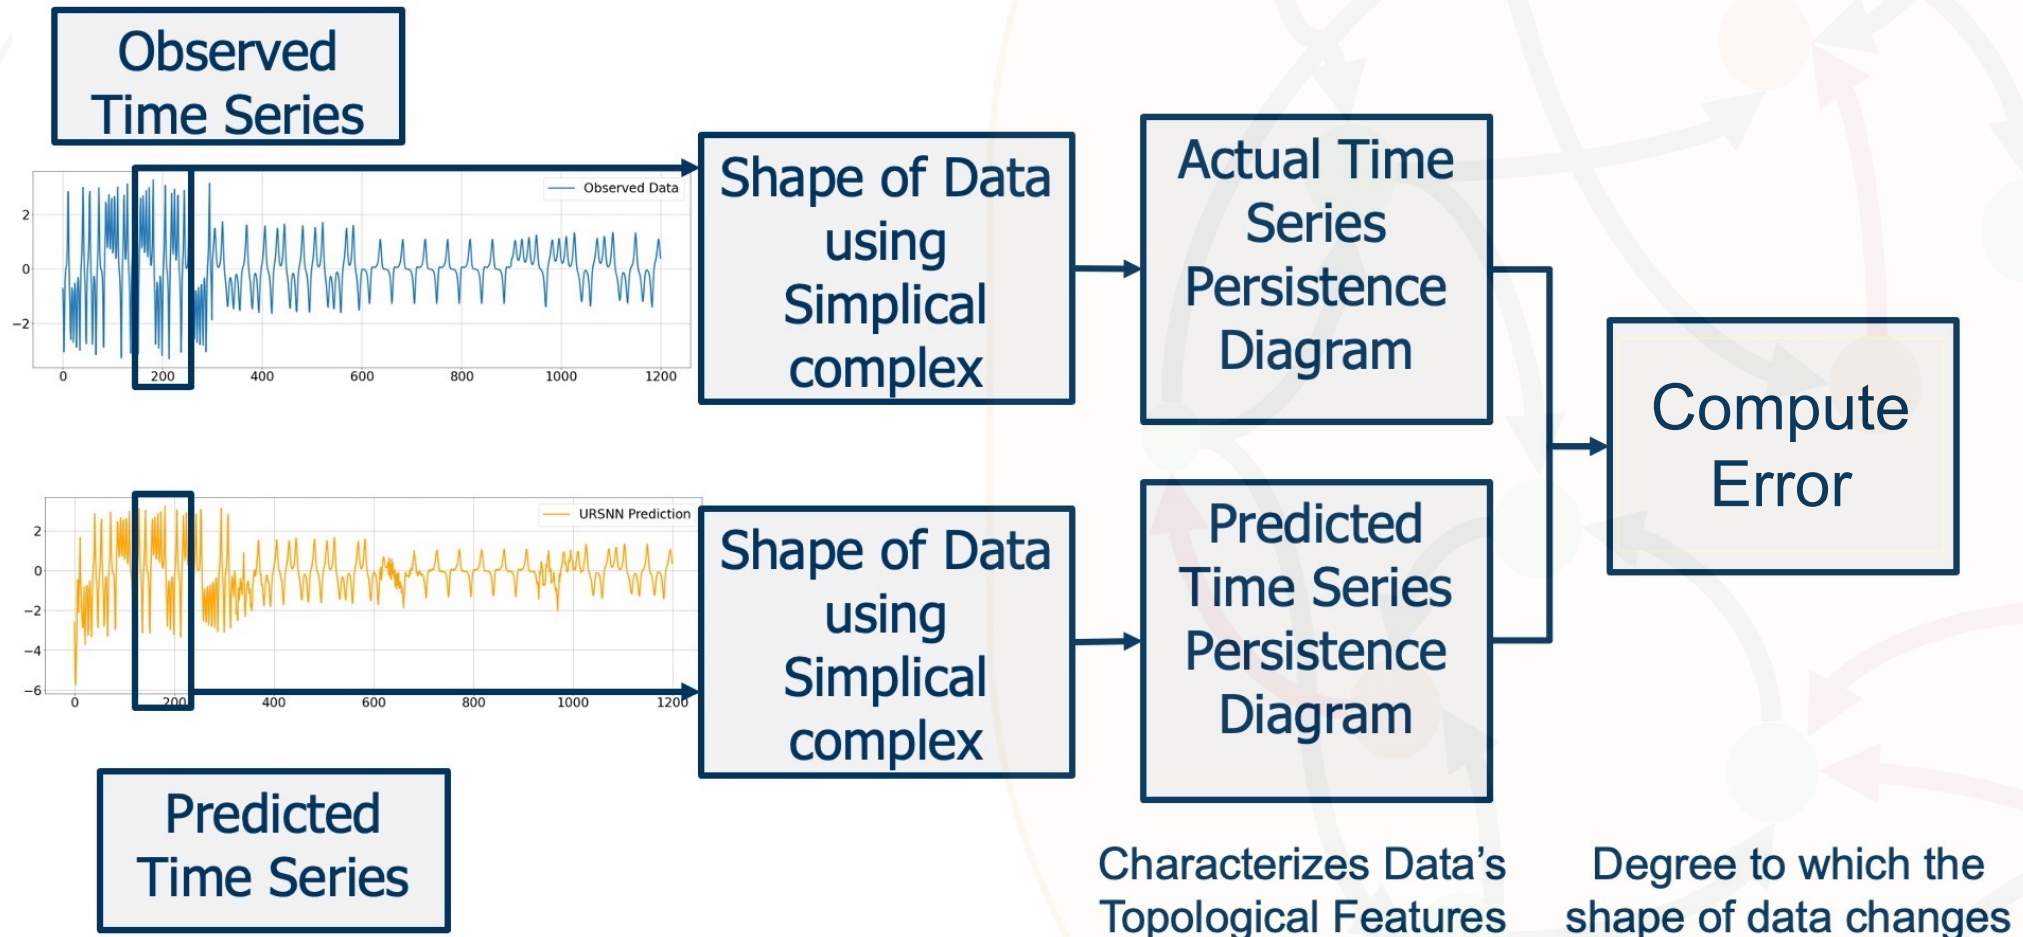 Observed
Time Series
Observed Data
2
0
−2
0 200 400 600 800 1000 1200
Shape of Data
using
Simplical
complex
Actual Time
Series
Persistence
Diagram
Compute
Error
URSNN Prediction
2
0
−2
−4
−6
0 200 400 600 800 1000 1200
Shape of Data
using
Simplical
complex
Predicted
Time Series
Persistence
Diagram
Predicted
Time Series
Characterizes Data’s
Topological Features
Degree to which the
shape of data changes